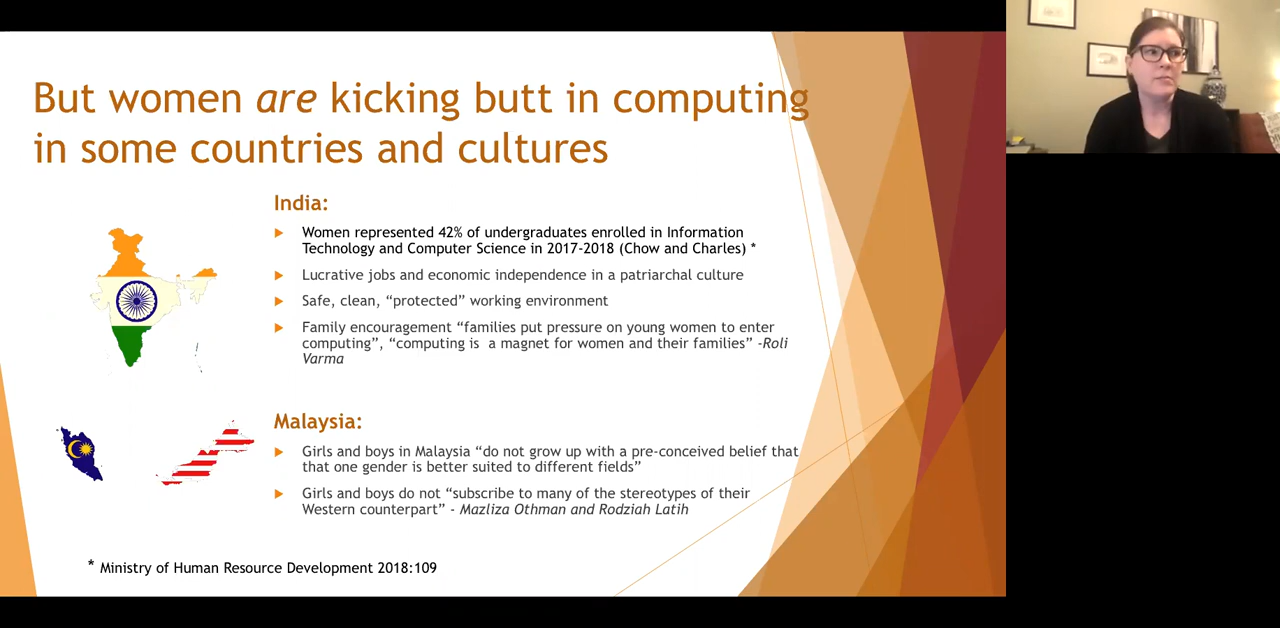 But women are kicking butt in computing
in some countries and cultures
India:
Women represented 42% of undergraduates enrolled in Information
Technology and Computer Science in 2017-2018 (Chow and Charles) *
Lucrative jobs and economic independence in a patriarchal culture
Safe, clean, “protected” working environment
Family encouragement “families put pressure on young women to enter
computing”, “computing is a magnet for women and their families” -Roli
Varma
Malaysia:
Girls and boys in Malaysia “do not grow up with a pre-conceived belief that
that one gender is better suited to different fields”
Girls and boys do not “subscribe to many of the stereotypes of their
Western counterpart” - Mazliza Othman and Rodziah Latih
* Ministry of Human Resource Development 2018:109